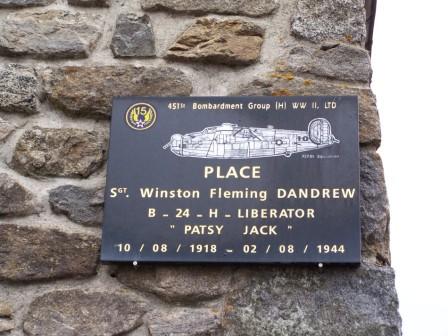 451St Bombardment Group (H) WW II, LTD
15
PLACE
SGT. Winston Fleming DANDREW
B - 24 - H - LIBERATOR
" PATSY JACK "
10 / 08 / 1918 - 02 / 08 / 1944